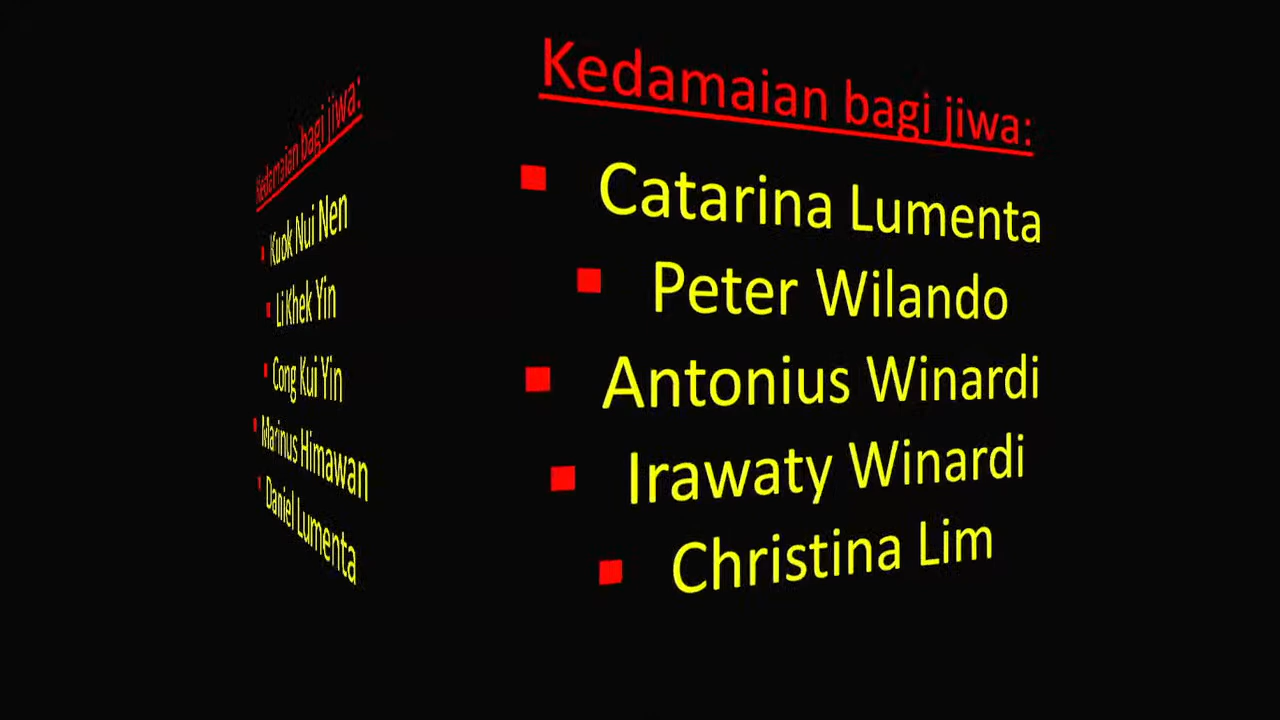 Kedamaian bagi jiwa:
Kuok Nui Nen
Li Khek Yin
Cong Kui Yin
Marinus Himawan
Daniel Lumenta
Kedamaian bagi jiwa:
Catarina Lumenta
Peter Wilando
Antonius Winardi
Irawaty Winardi
Christina Lim